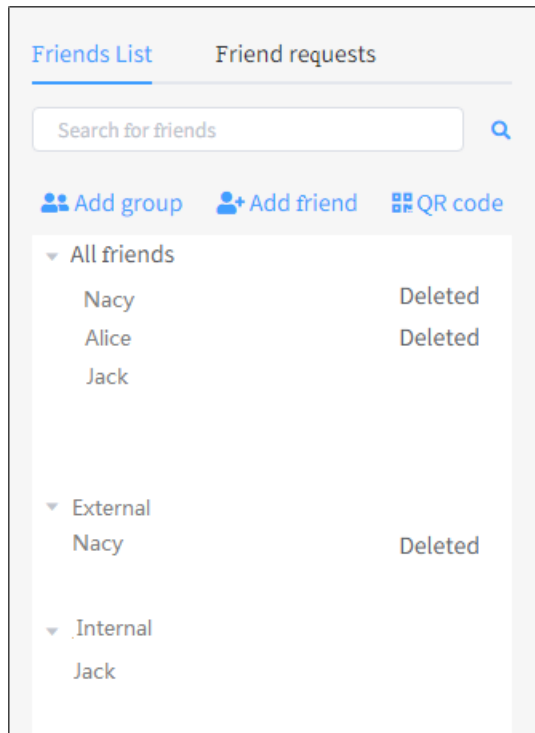 Friends List Friend requests
Search for friends
Add group Add friend QR code
All friends
Nacy Deleted
Alice Deleted
Jack
External
Nacy Deleted
Internal
Jack